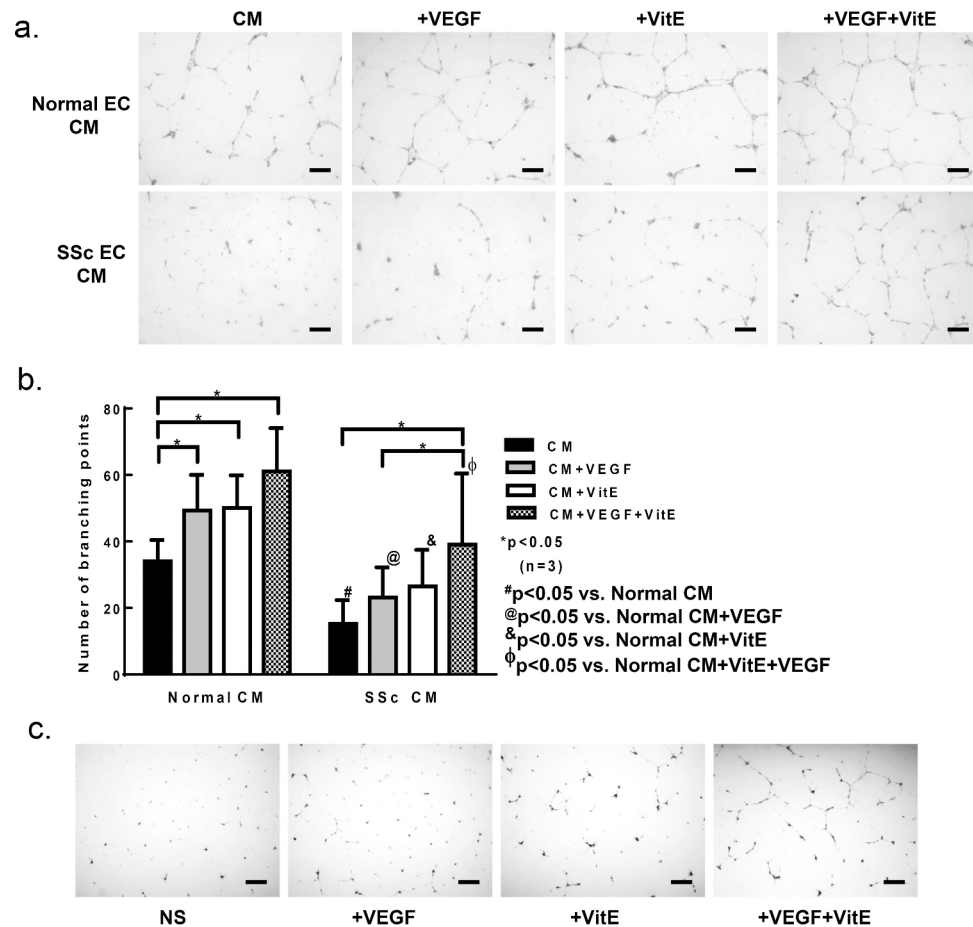 a.
CM
+VEGF
+VitE
+VEGF+VitE
Normal EC
CM
SSc EC
CM
b.
Number of branching points
80
60
40
20
0
*
*
*
*
*
#
@
&
ϕ
Normal CM
SSc CM
CM
CM+VEGF
CM+VitE
CM+VEGF+VitE
*p<0.05
(n=3)
#p<0.05 vs. Normal CM
@p<0.05 vs. Normal CM+VEGF
&p<0.05 vs. Normal CM+VitE
ϕp<0.05 vs. Normal CM+VitE+VEGF
c.
NS
+VEGF
+VitE
+VEGF+VitE